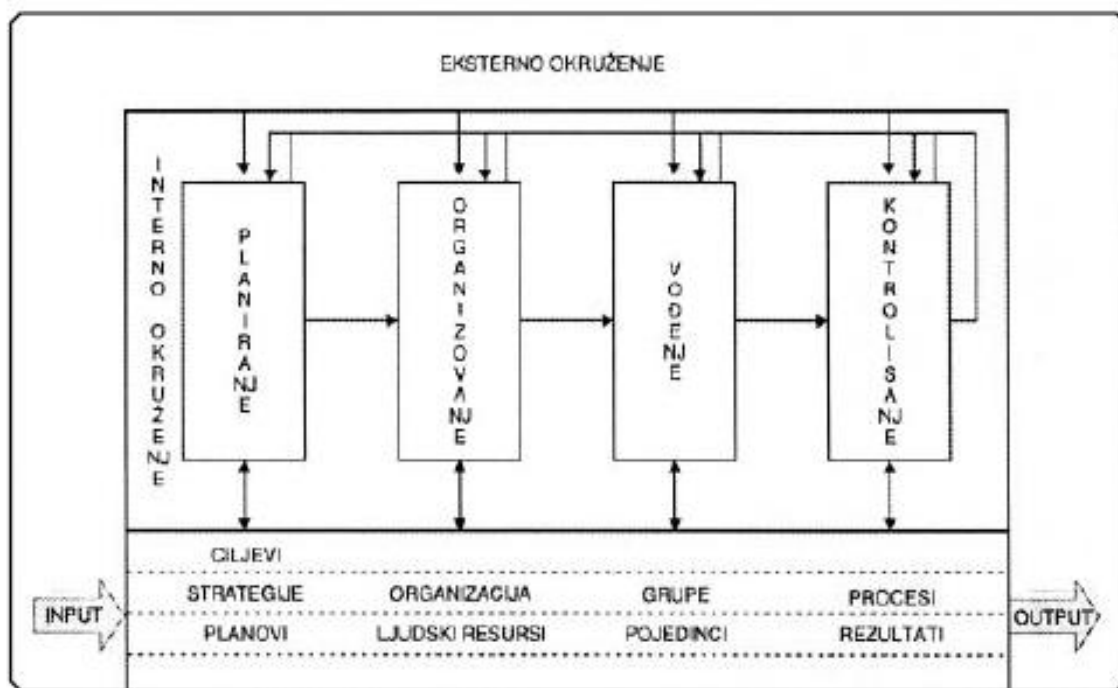 EKSTERNO OKRUŽENJE
INTERNO OKRUŽENJE
PLANIRANJE
ORGANIZOVANJE
VOĐENJE
KONTROLISANJE
CILJEVI
STRATEGIJE ORGANIZACIJA GRUPE PROCESI
INPUT
OUTPUT
PLANOVI LJUDSKI RESURSI POJEDINCI REZULTATI